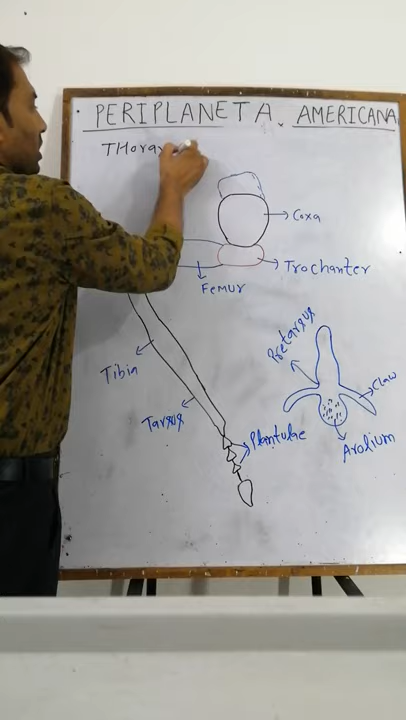 PERIPLANETA AMERICANA
THorax
Coxa
Trochanter
Femur
Pretarsus
Tibia
Claw
Tarsus
Plantulae
Arolium